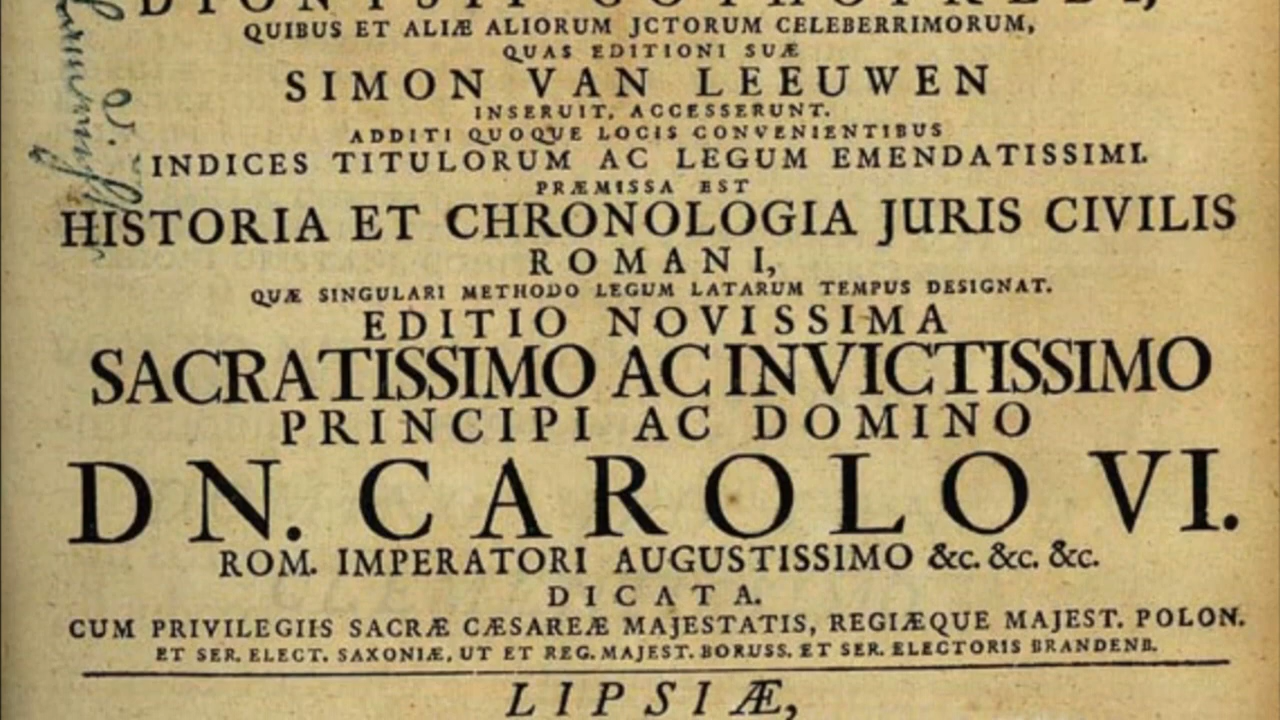 DIONYSII GOTHOFREDI,
QUIBUS ET ALIÆ ALIORUM JCTORUM CELEBERRIMORUM,
QUAS EDITIONI SUÆ
SIMON VAN LEEUWEN
INSERUIT, ACCESSERUNT.
ADDITI QUOQUE LOCIS CONVENIENTIBUS
INDICES TITULORUM AC LEGUM EMENDATISSIMI.
PRÆMISSA EST
HISTORIA ET CHRONOLOGIA JURIS CIVILIS
ROMANI,
QUÆ SINGULARI METHODO LEGUM LATARUM TEMPUS DESIGNAT.
EDITIO NOVISSIMA
SACRATISSIMO AC INVICTISSIMO
PRINCIPI AC DOMINO
DN. CAROLO VI.
ROM. IMPERATORI AUGUSTISSIMO &c. &c. &c.
DICATA.
CUM PRIVILEGIIS SACRÆ CÆSAREÆ MAJESTATIS, REGIÆQUE MAJEST. POLON.
ET SER. ELECT. SAXONIÆ, UT ET REG. MAJEST. BORUSS. ET SER. ELECTORIS BRANDENB.
LIPSIÆ,